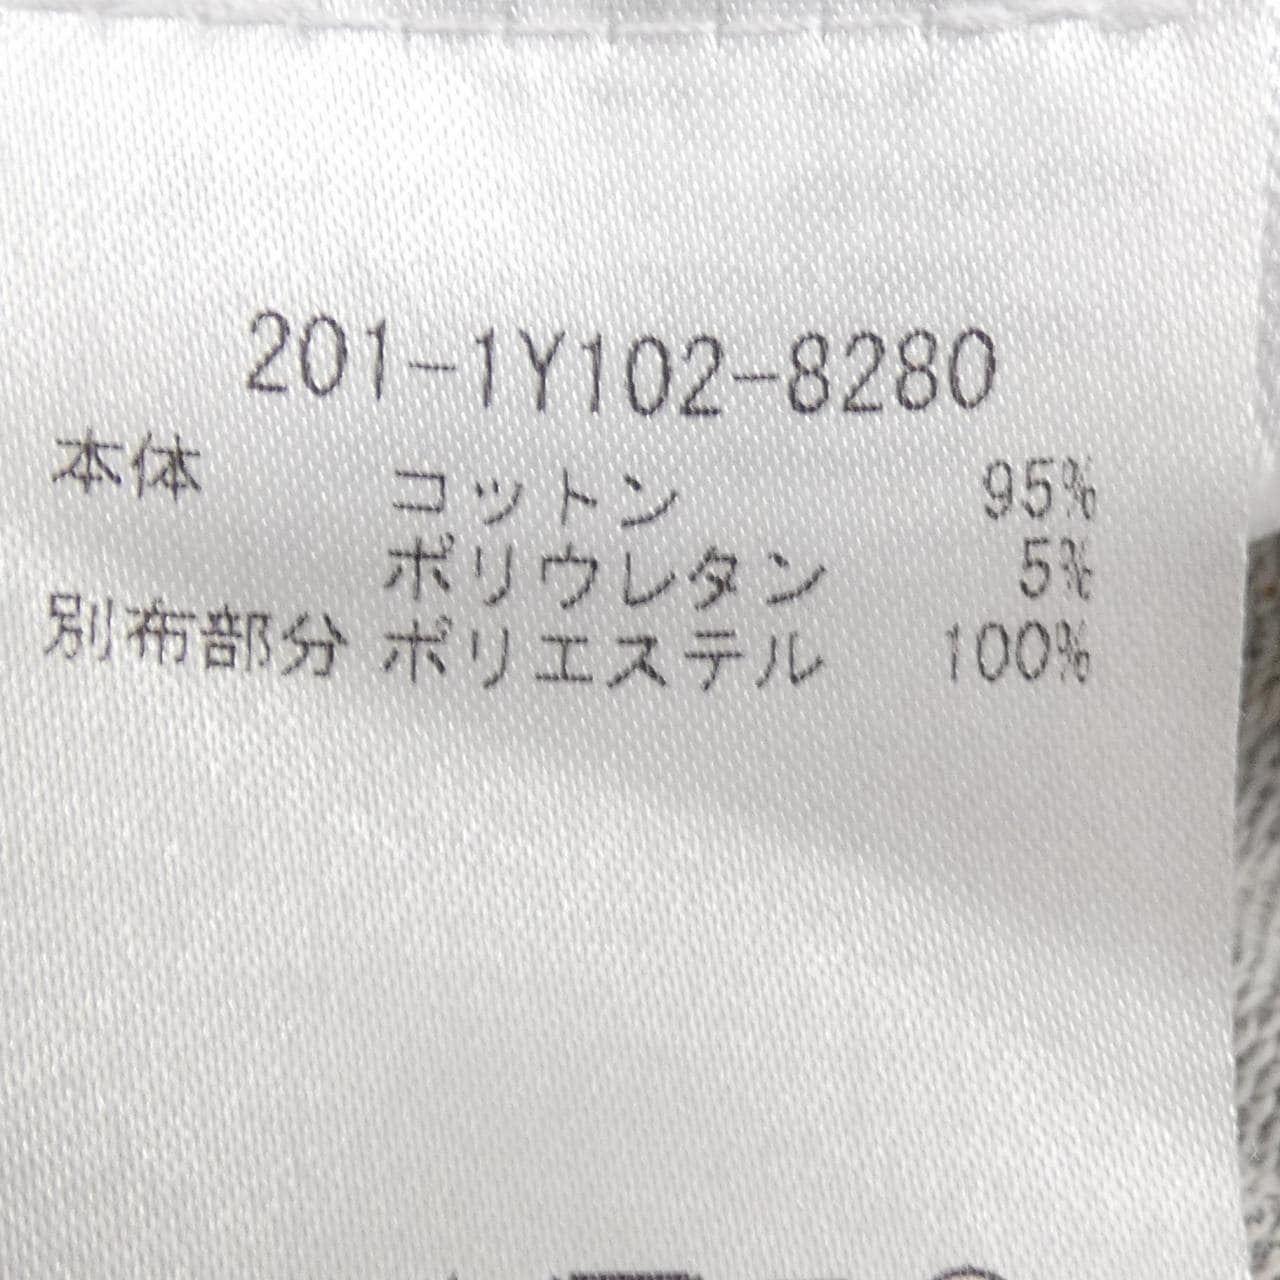 201-1Y102-8280
本体 コットン 95%
ポリウレタン 5%
別布部分 ポリエステル 100%